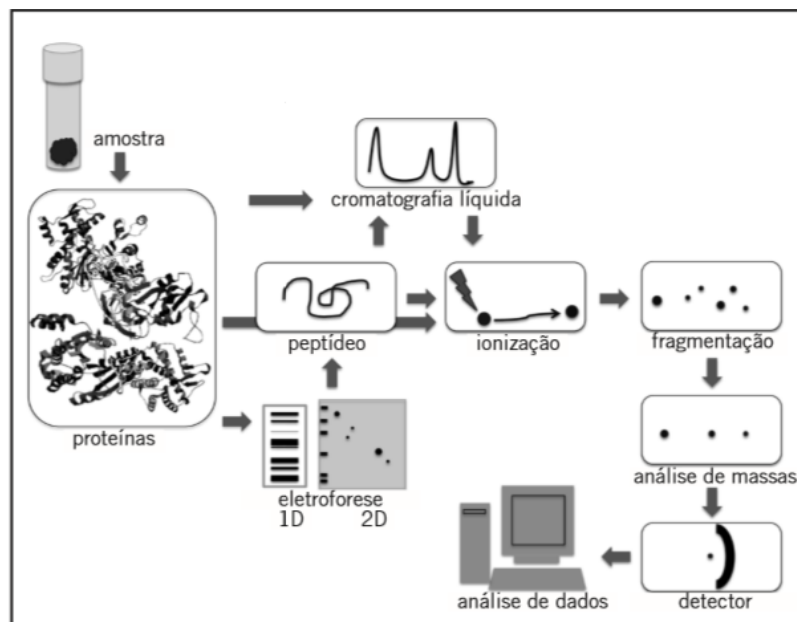 amostra
cromatografia líquida
peptídeo
ionização
fragmentação
proteínas
eletroforese
1D 2D
análise de massas
análise de dados
detector